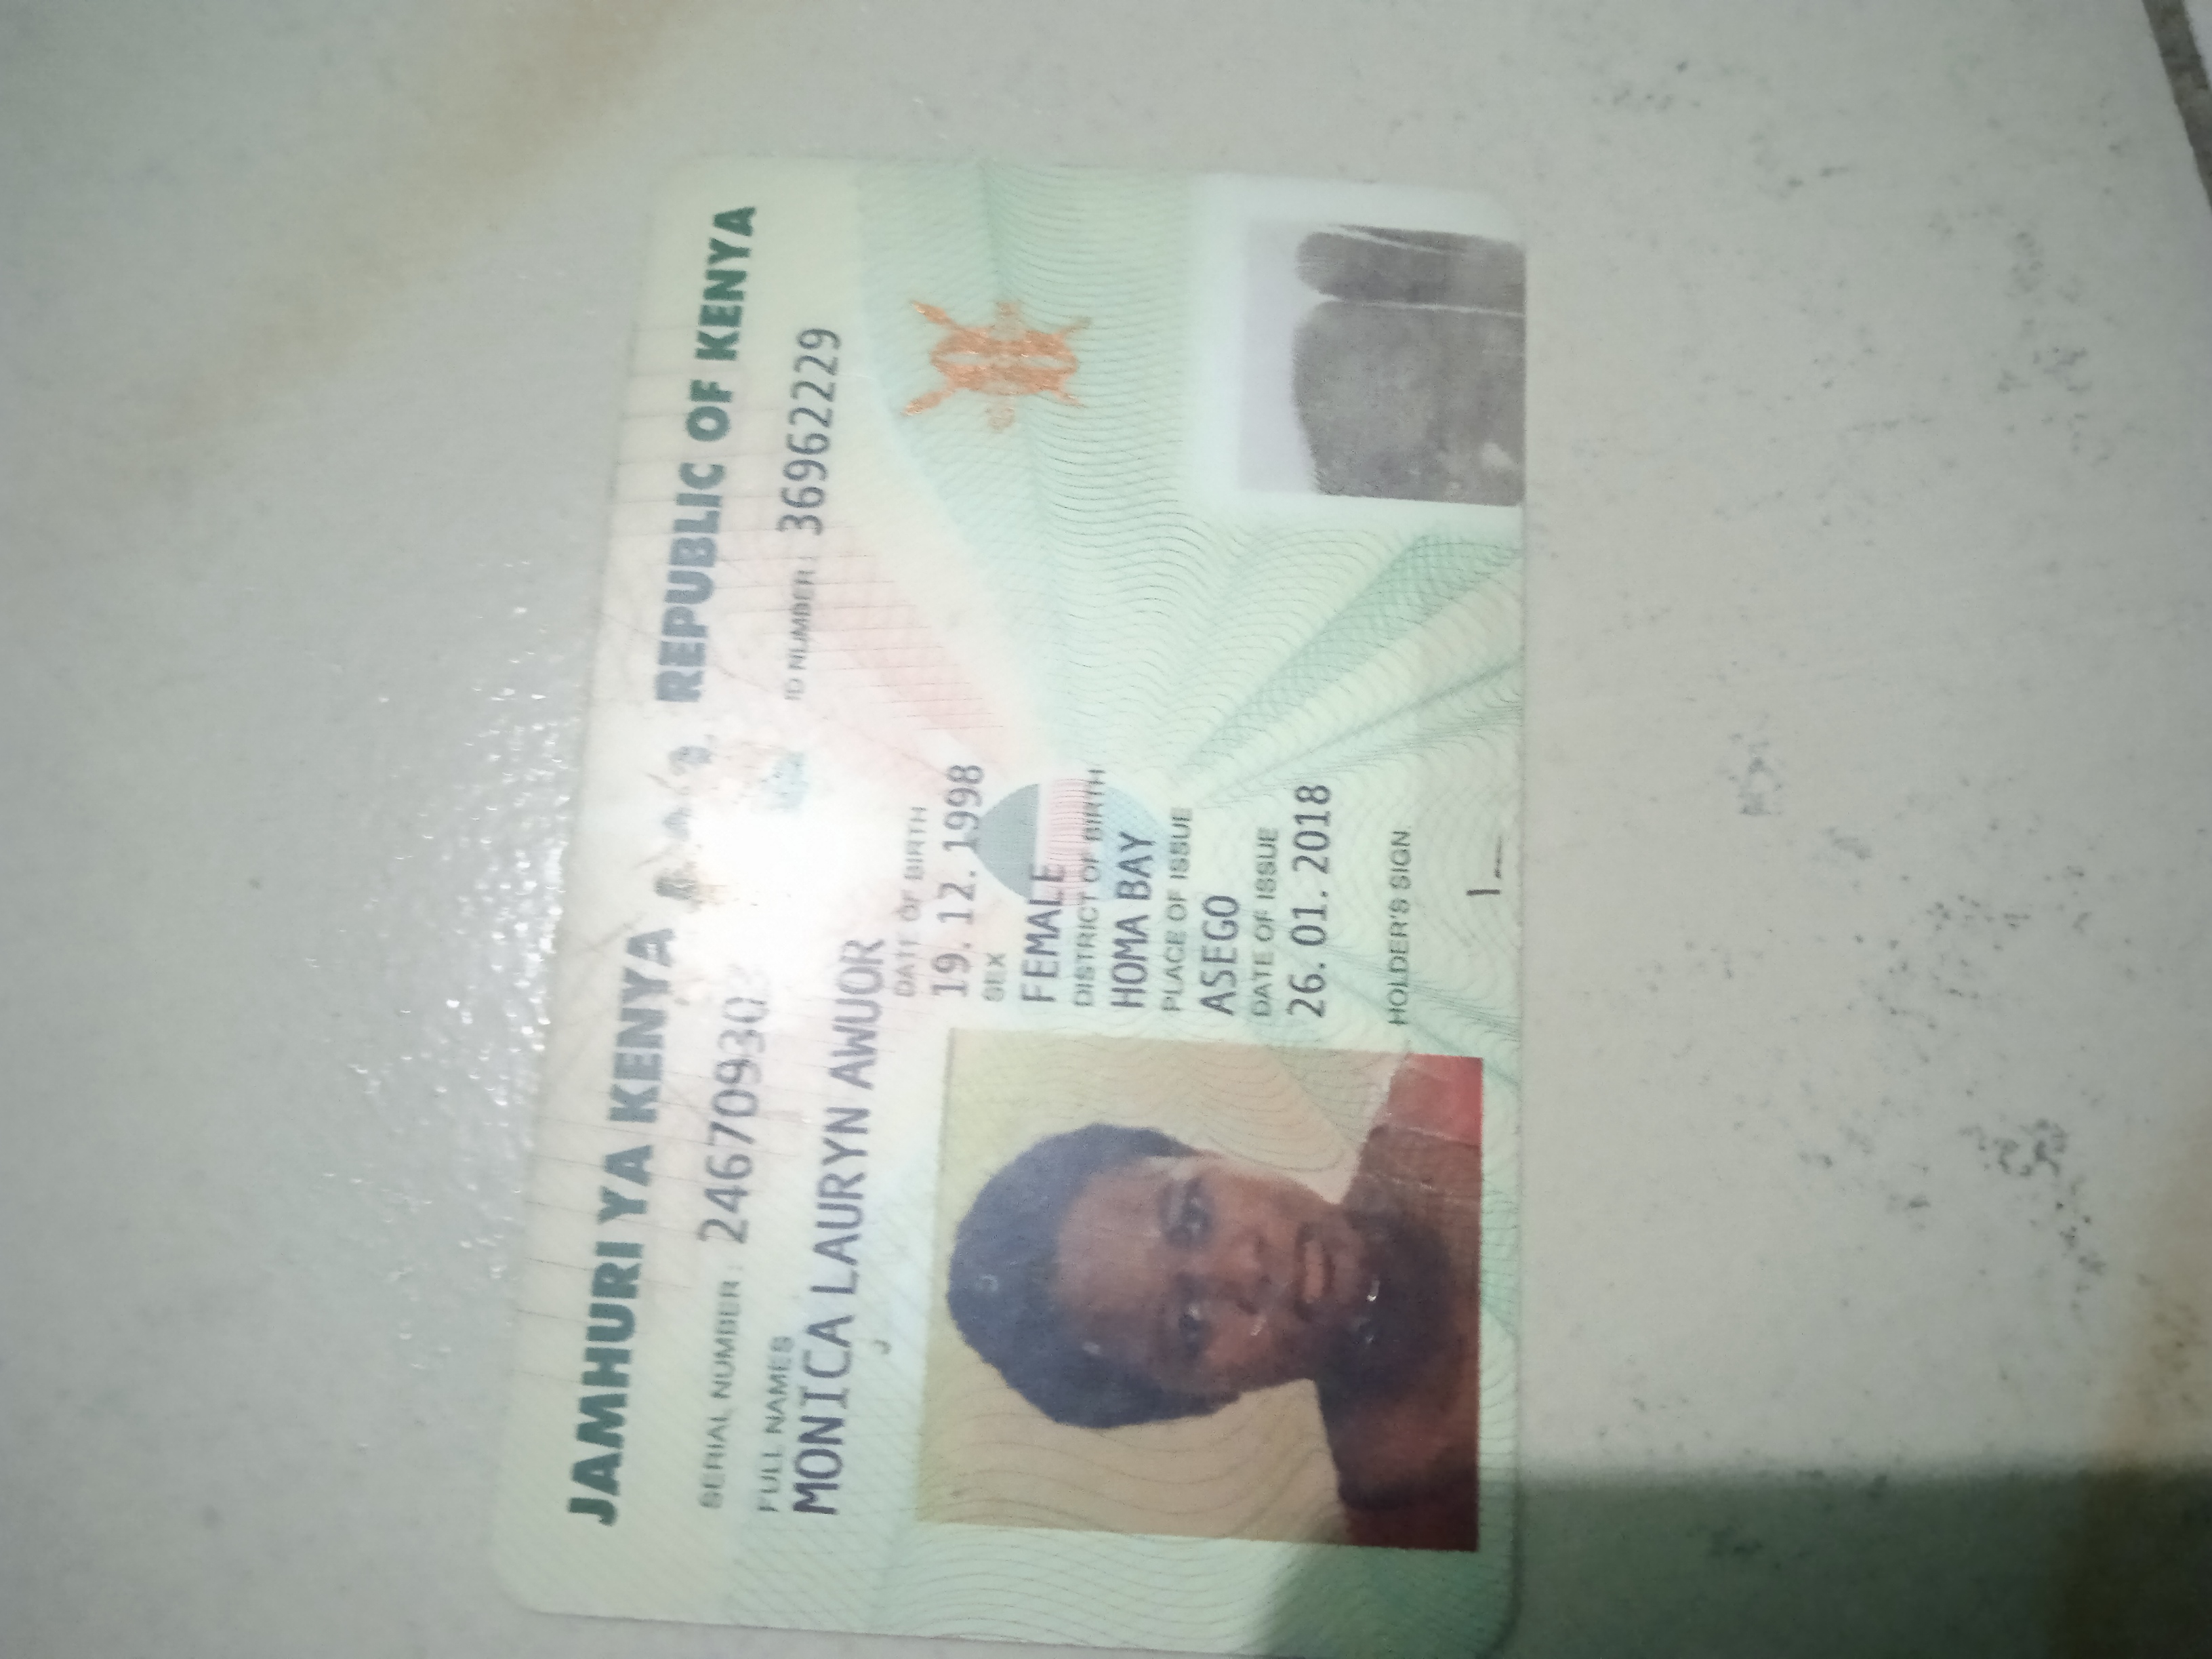 JAMHURI YA KENYA REPUBLIC OF KENYA
SERIAL NUMBER : ID NUMBER : 36962229
FULL NAMES
MONICA LAURYN AWUOR
DATE OF BIRTH
19. 12. 1998
SEX
FEMALE
DISTRICT OF BIRTH
HOMA BAY
PLACE OF ISSUE
ASEGO
DATE OF ISSUE
26. 01. 2018
HOLDER'S SIGN.